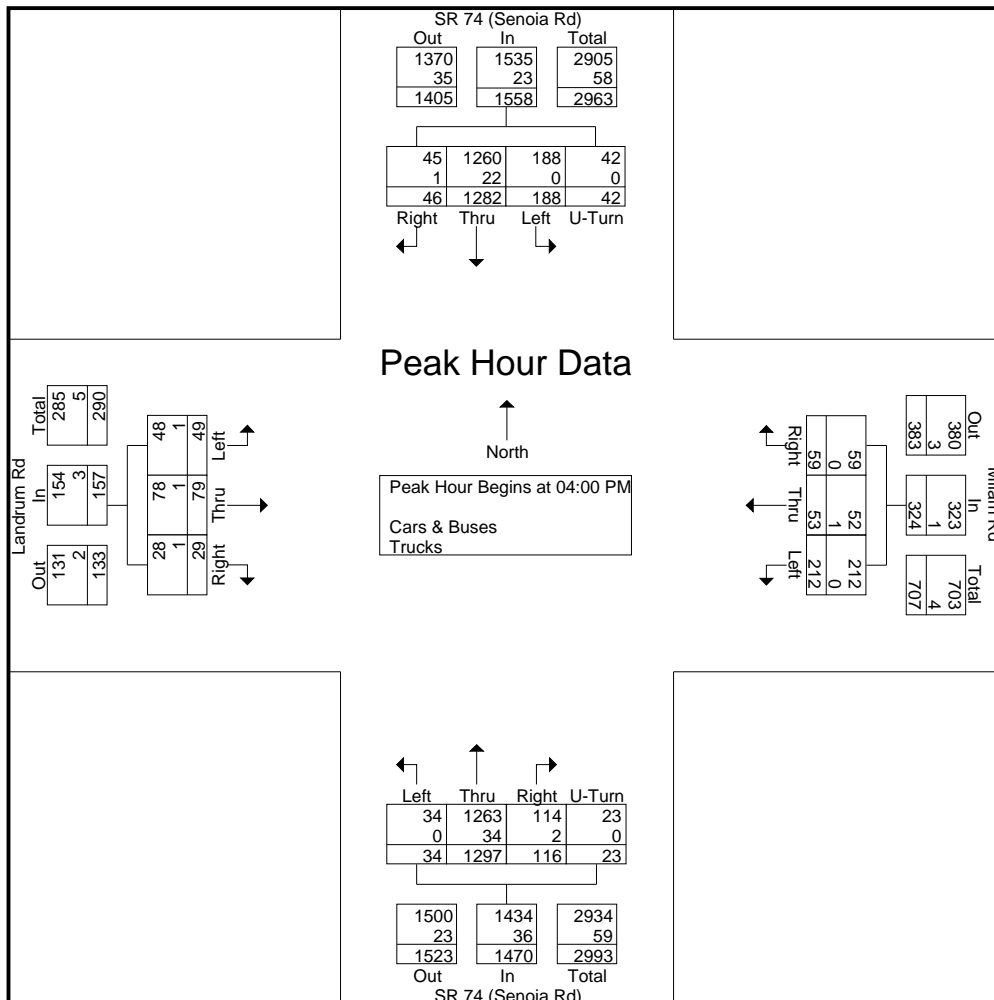 SR 74 (Senoia Rd)
Out In Total
1370 1535 2905
35 23 58
1405 1558 2963
45 1260 188 42
1 22 0 0
46 1282 188 42
Right Thru Left U-Turn
Peak Hour Data
North
Peak Hour Begins at 04:00 PM
Cars & Buses
Trucks
Landrum Rd
Out In Total
131 154 285
2 3 5
133 157 290
28 78 48
1 1 1
29 79 49
Right Thru Left
Out In Total
380 323 703
3 1 4
383 324 707
59 52 212
0 1 0
59 53 212
Right Thru Left
Left Thru Right U-Turn
34 1263 114 23
0 34 2 0
34 1297 116 23
1500 1434 2934
23 36 59
1523 1470 2993
Out In Total
SR 74 (Senoia Rd)